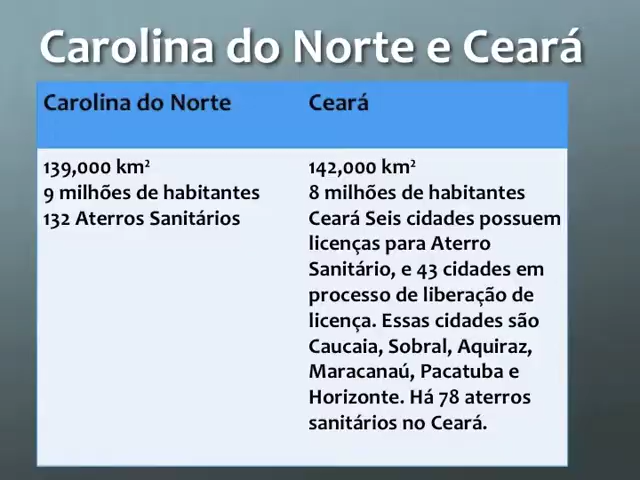 Carolina do Norte e Ceará
Carolina do Norte
139,000 km²
9 milhões de habitantes
132 Aterros Sanitários
Ceará
142,000 km²
8 milhões de habitantes
Ceará Seis cidades possuem
licenças para Aterro
Sanitário, e 43 cidades em
processo de liberação de
licença. Essas cidades são
Caucaia, Sobral, Aquiraz,
Maracanaú, Pacatuba e
Horizonte. Há 78 aterros
sanitários no Ceará.